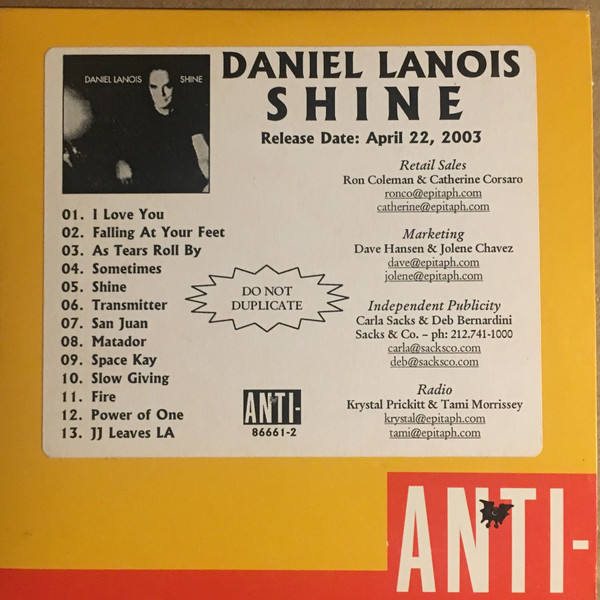 DANIEL LANOIS SHINE
DANIEL LANOIS
SHINE
Release Date: April 22, 2003
01. I Love You
02. Falling At Your Feet
03. As Tears Roll By
04. Sometimes
05. Shine
06. Transmitter
07. San Juan
08. Matador
09. Space Kay
10. Slow Giving
11. Fire
12. Power of One
13. JJ Leaves LA
DO NOT
DUPLICATE
ANTI-
86661-2
Retail Sales
Ron Coleman & Catherine Corsaro
ronco@epitaph.com
catherine@epitaph.com
Marketing
Dave Hansen & Jolene Chavez
dave@epitaph.com
jolene@epitaph.com
Independent Publicity
Carla Sacks & Deb Bernardini
Sacks & Co. – ph: 212.741-1000
carla@sacksco.com
deb@sacksco.com
Radio
Krystal Prickitt & Tami Morrissey
krystal@epitaph.com
tami@epitaph.com
ANTI-